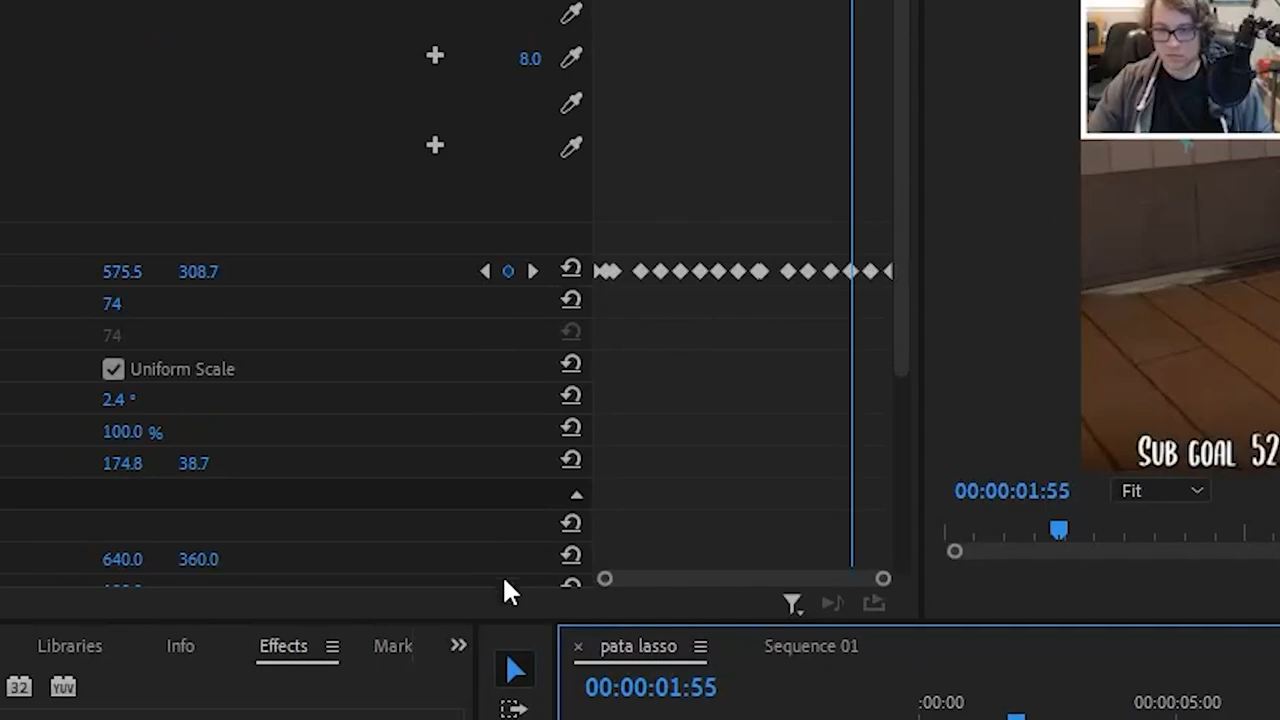 8.0
575.5 308.7
74
74
Uniform Scale
2.4 °
100.0 %
174.8 38.7
640.0 360.0
SUB GOAL 52
00:00:01:55 Fit
Libraries Info Effects Mark
32 YUV
× pata lasso Sequence 01
00:00:01:55
:00:00 00:00:05:00